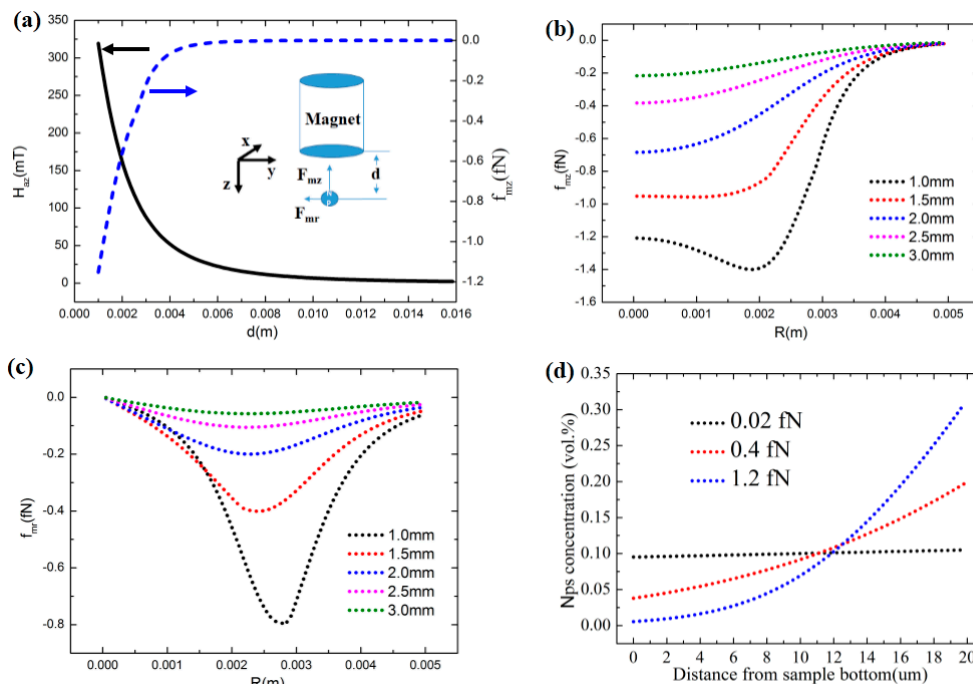 (a)
350
300
250
200
150
100
50
0
H_az(mT)
0.0
-0.2
-0.4
-0.6
-0.8
-1.0
-1.2
f_mz(fN)
0.000 0.002 0.004 0.006 0.008 0.010 0.012 0.014 0.016
d(m)
Magnet
x
y
z
F_mz
d
F_mr
(b)
0.0
-0.2
-0.4
-0.6
-0.8
-1.0
-1.2
-1.4
-1.6
f_mz(fN)
1.0mm
1.5mm
2.0mm
2.5mm
3.0mm
0.000 0.001 0.002 0.003 0.004 0.005
R(m)
(c)
0.0
-0.2
-0.4
-0.6
-0.8
f_mr(fN)
1.0mm
1.5mm
2.0mm
2.5mm
3.0mm
0.000 0.001 0.002 0.003 0.004 0.005
R(m)
(d)
0.35
0.30
0.25
0.20
0.15
0.10
0.05
0.00
Nps concentration (vol.%)
0.02 fN
0.4 fN
1.2 fN
0 2 4 6 8 10 12 14 16 18 20
Distance from sample bottom(um)